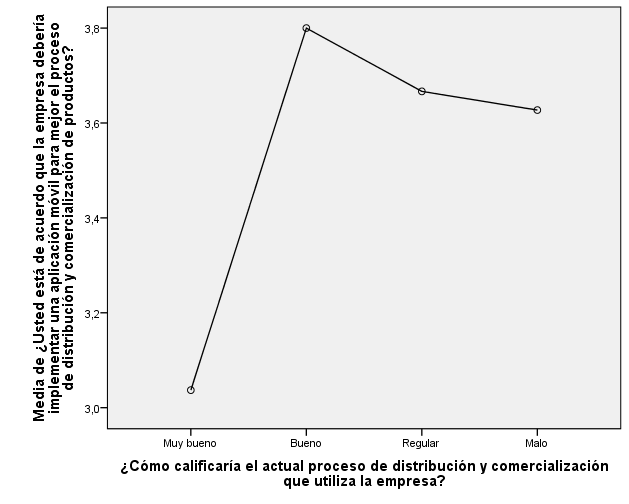 Media de ¿Usted está de acuerdo que la empresa debería
implementar una aplicación móvil para mejor el proceso
de distribución y comercialización de productos?
3,8
3,6
3,4
3,2
3,0
Muy bueno
Bueno
Regular
Malo
¿Cómo calificaría el actual proceso de distribución y comercialización
que utiliza la empresa?